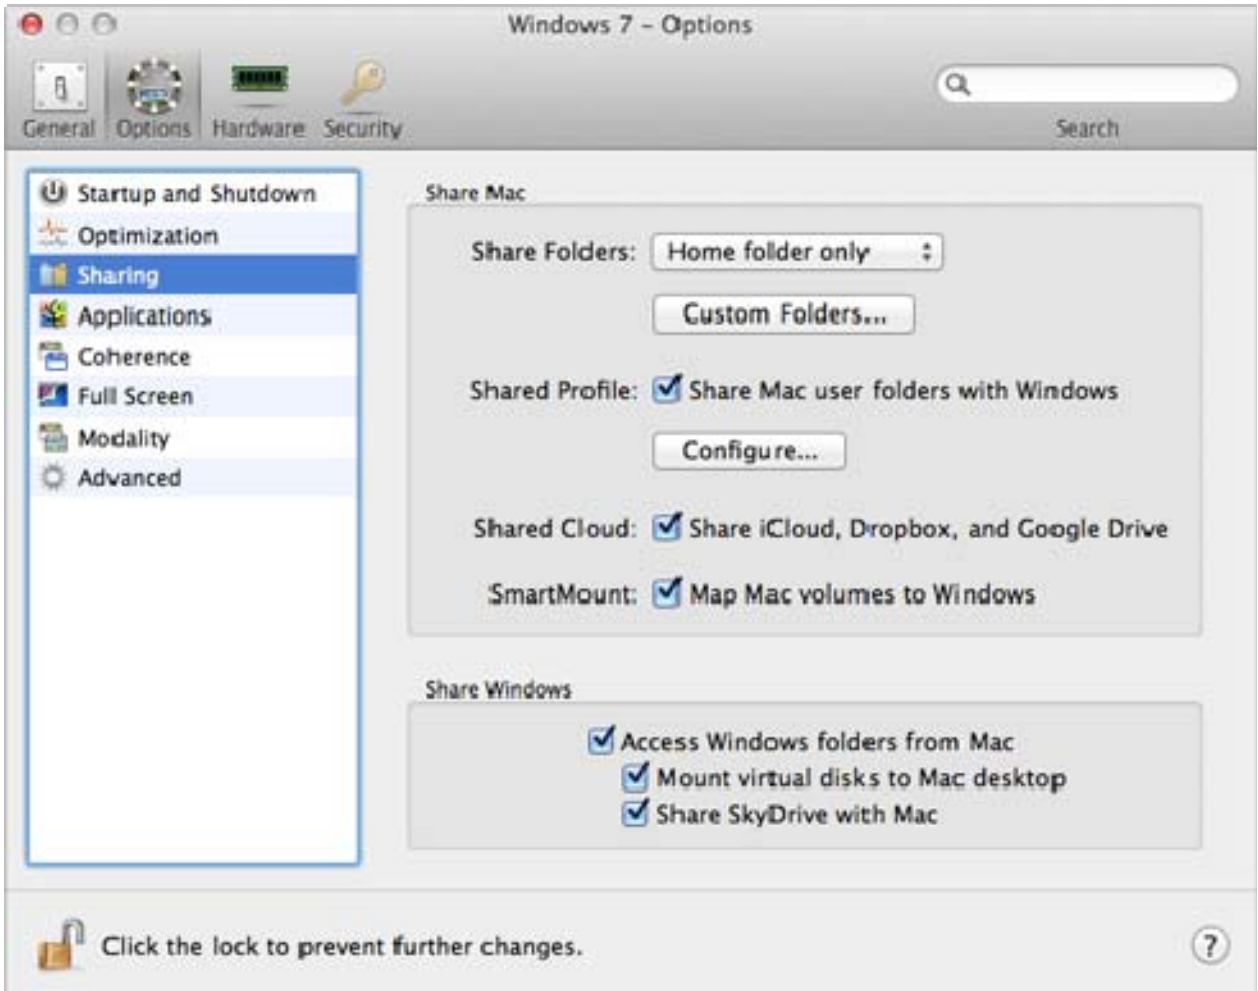 Windows 7 – Options
General Options Hardware Security
Search
Startup and Shutdown
Optimization
Sharing
Applications
Coherence
Full Screen
Modality
Advanced
Share Mac
Share Folders: Home folder only
Custom Folders...
Shared Profile: Share Mac user folders with Windows
Configure...
Shared Cloud: Share iCloud, Dropbox, and Google Drive
SmartMount: Map Mac volumes to Windows
Share Windows
Access Windows folders from Mac
Mount virtual disks to Mac desktop
Share SkyDrive with Mac
Click the lock to prevent further changes.
?